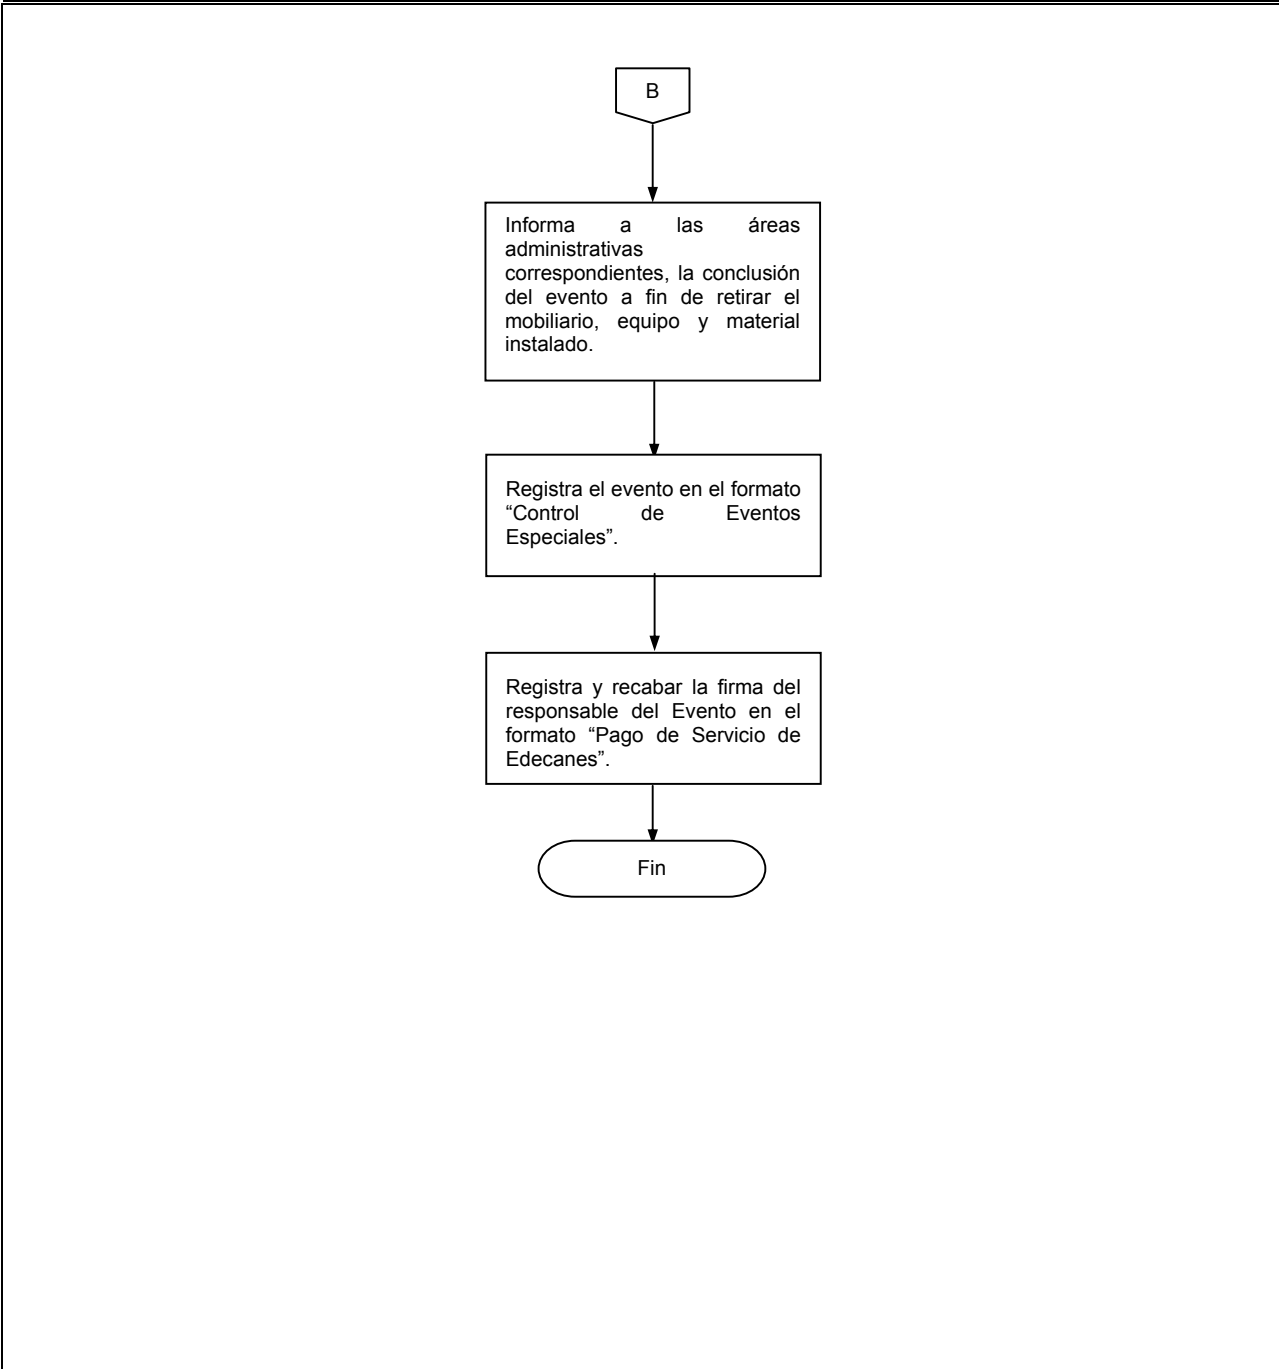 B
Informa a las áreas
administrativas
correspondientes, la conclusión
del evento a fin de retirar el
mobiliario, equipo y material
instalado.
Registra el evento en el formato
“Control de Eventos
Especiales”.
Registra y recabar la firma del
responsable del Evento en el
formato “Pago de Servicio de
Edecanes”.
Fin